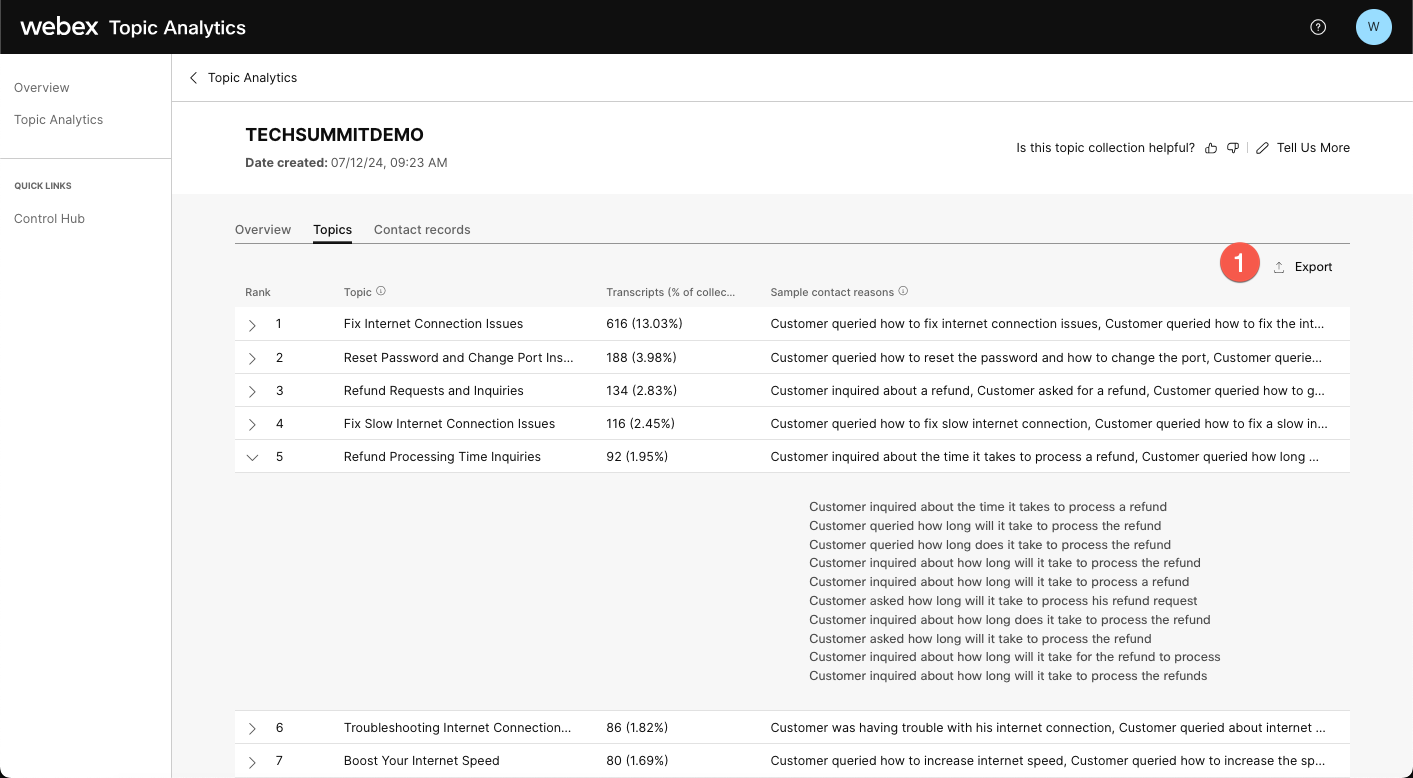 webex Topic Analytics
W
Overview
Topic Analytics
QUICK LINKS
Control Hub
Topic Analytics
TECHSUMMITDEMO
Date created: 07/12/24, 09:23 AM
Is this topic collection helpful? Tell Us More
Overview Topics Contact records
1 Export
Rank Topic Transcripts (% of collec... Sample contact reasons
1 Fix Internet Connection Issues 616 (13.03%) Customer queried how to fix internet connection issues, Customer queried how to fix the int...
2 Reset Password and Change Port Ins... 188 (3.98%) Customer queried how to reset the password and how to change the port, Customer querie...
3 Refund Requests and Inquiries 134 (2.83%) Customer inquired about a refund, Customer asked for a refund, Customer queried how to g...
4 Fix Slow Internet Connection Issues 116 (2.45%) Customer queried how to fix slow internet connection, Customer queried how to fix a slow in...
5 Refund Processing Time Inquiries 92 (1.95%) Customer inquired about the time it takes to process a refund, Customer queried how long ...
Customer inquired about the time it takes to process a refund
Customer queried how long will it take to process the refund
Customer queried how long does it take to process the refund
Customer inquired about how long will it take to process the refund
Customer inquired about how long will it take to process a refund
Customer asked how long will it take to process his refund request
Customer inquired about how long does it take to process the refund
Customer asked how long will it take to process the refund
Customer inquired about how long will it take for the refund to process
Customer inquired about how long will it take to process the refunds
6 Troubleshooting Internet Connection... 86 (1.82%) Customer was having trouble with his internet connection, Customer queried about internet ...
7 Boost Your Internet Speed 80 (1.69%) Customer queried how to increase internet speed, Customer queried how to increase the sp...